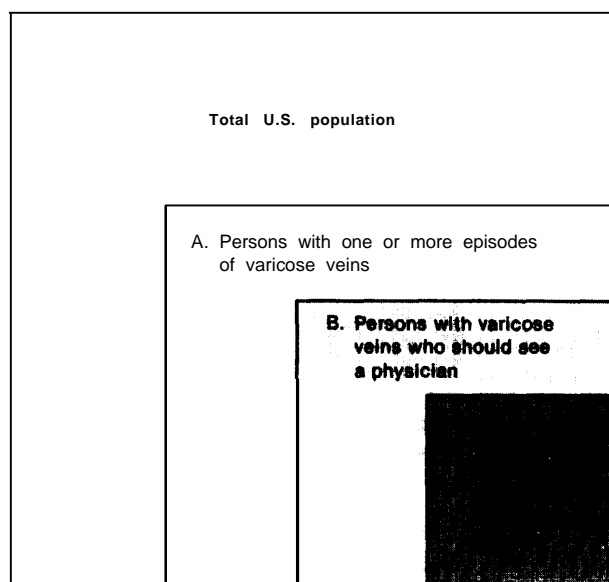 Total U.S. population
A. Persons with one or more episodes
of varicose veins
B. Persons with varicose
veins who should see
a physician